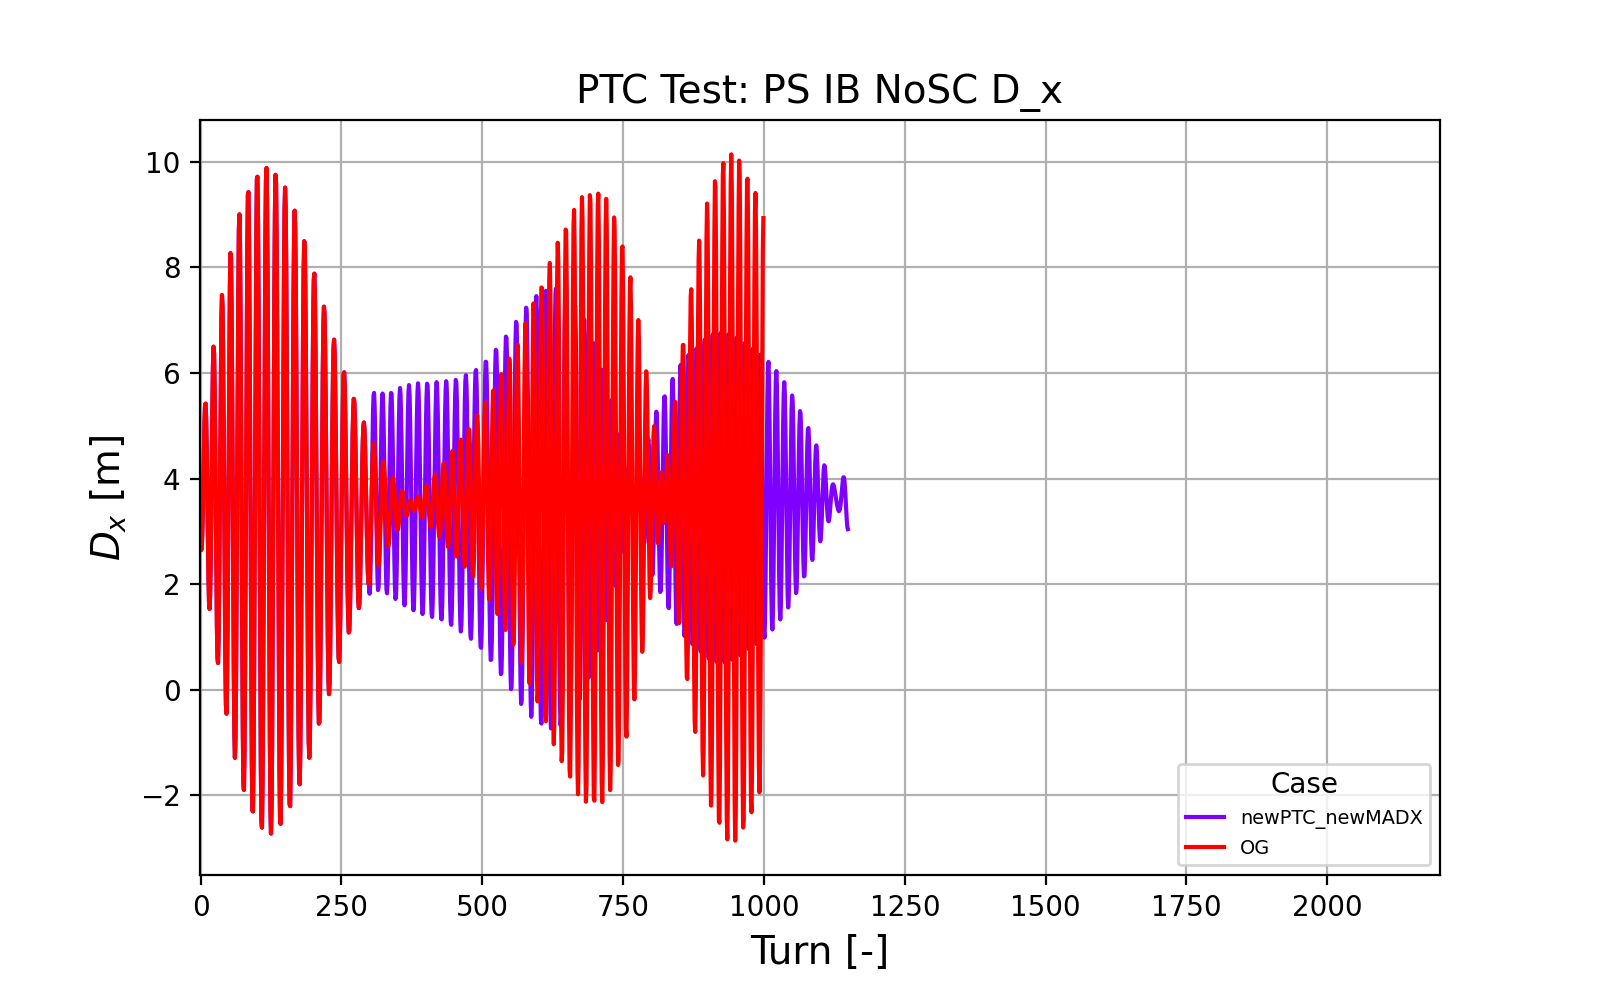 PTC Test: PS IB NoSC D_x
10
8
6
4
2
0
−2
D_x [m]
0 250 500 750 1000 1250 1500 1750 2000
Turn [-]
Case
newPTC_newMADX
OG